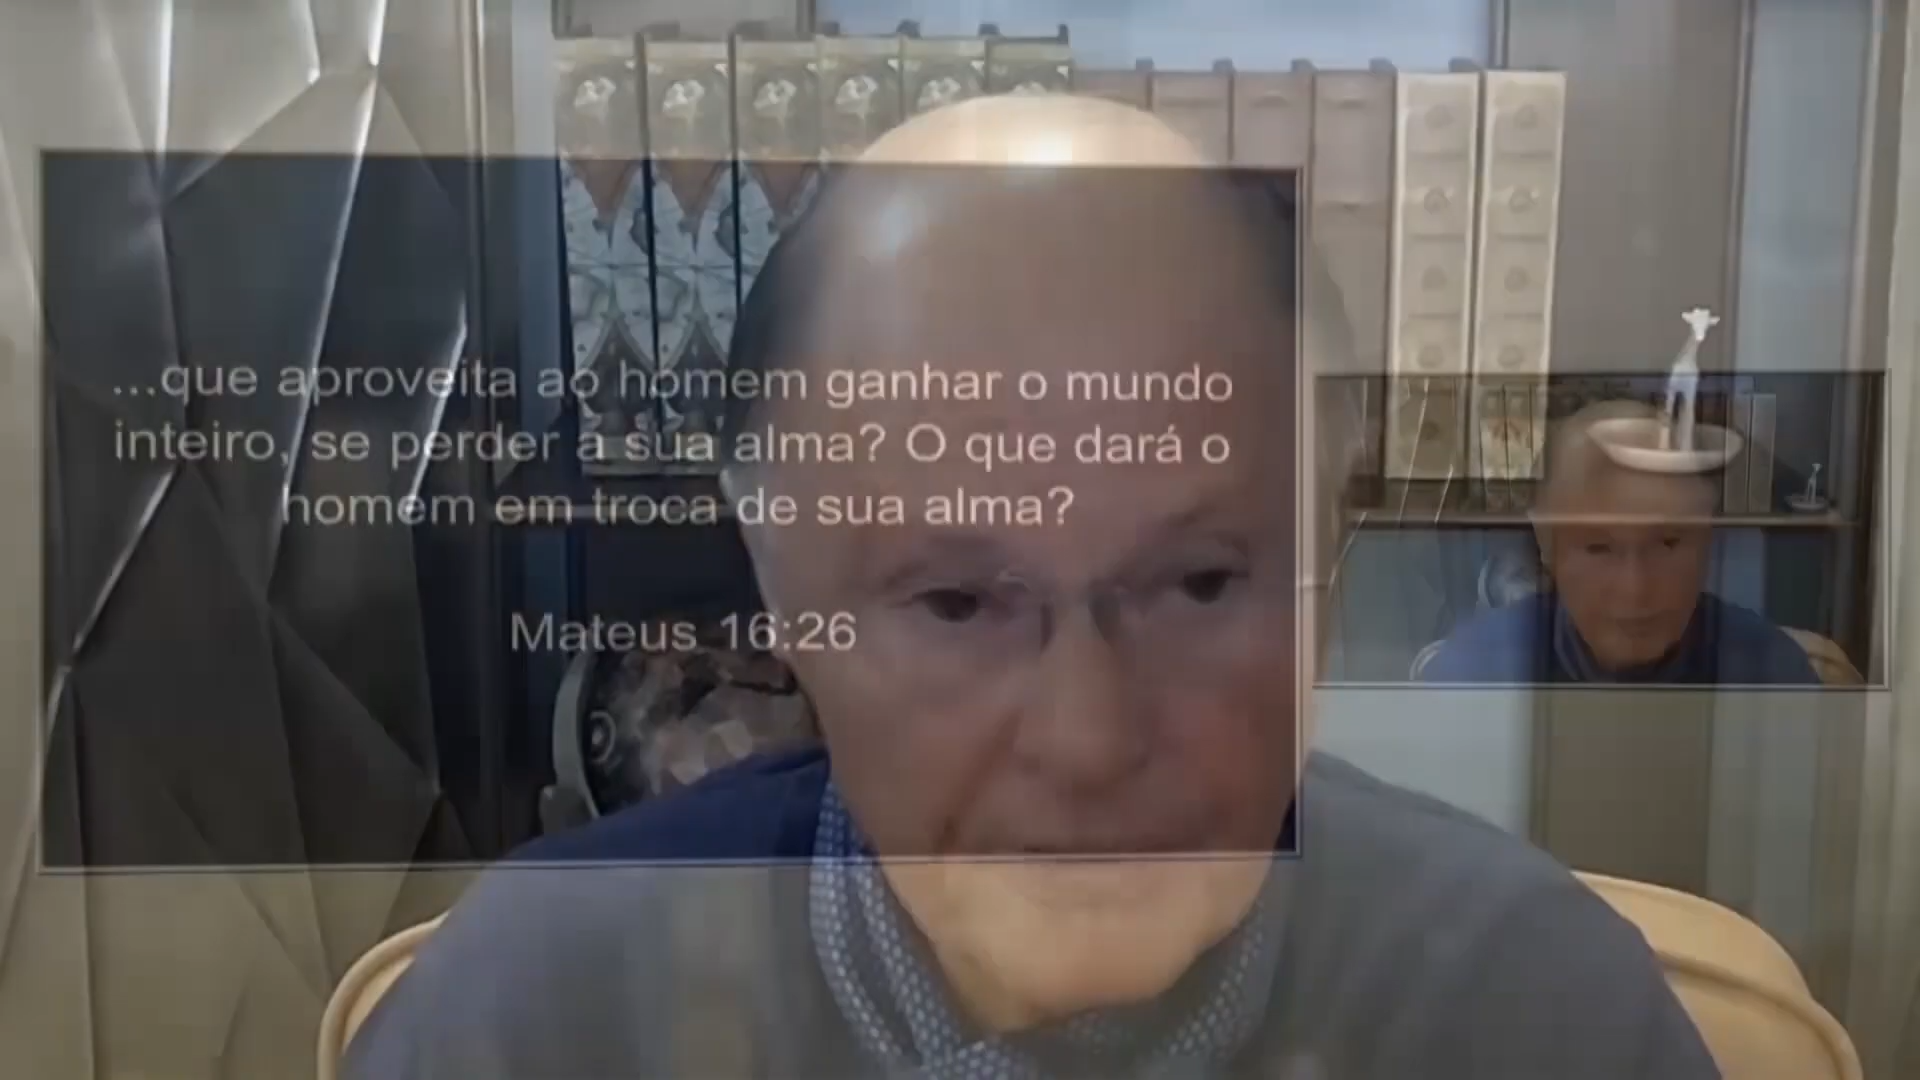 ...que aproveita ao homem ganhar o mundo
inteiro, se perder a sua alma? O que dará o
homem em troca de sua alma?
Mateus 16:26